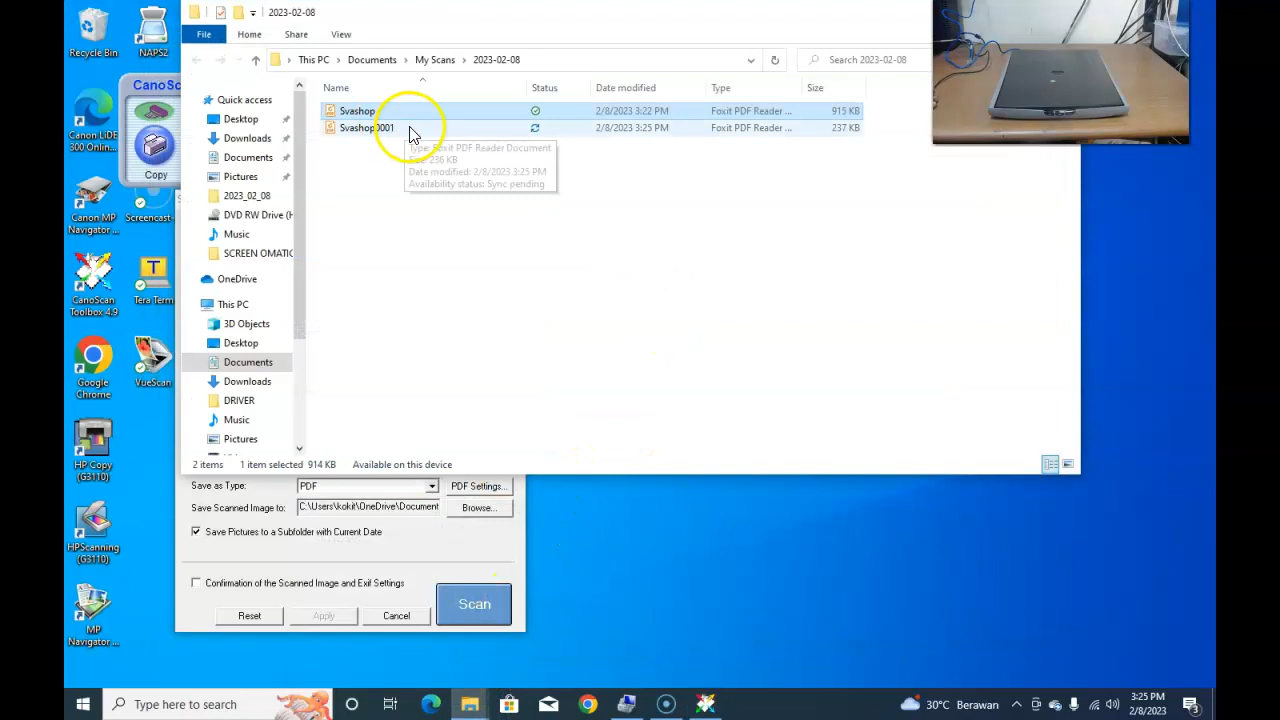 2023-02-08
File
Home
Share
View
This PC
Documents
My Scans
2023-02-08
Search 2023-02-08
Name
Status
Date modified
Type
Size
Svashop
2/8/2023 3:22 PM
Foxit PDF Reader ...
915 KB
Svashop0001
2/8/2023 3:25 PM
Foxit PDF Reader ...
237 KB
Type: Foxit PDF Reader Document
Size: 236 KB
Date modified: 2/8/2023 3:25 PM
Availability status: Sync pending
Quick access
Desktop
Downloads
Documents
Pictures
2023_02_08
DVD RW Drive (H
Music
SCREEN OMATIC
OneDrive
This PC
3D Objects
Desktop
Documents
Downloads
DRIVER
Music
Pictures
2 items
1 item selected 914 KB
Available on this device
Recycle Bin
NAPS2
CanoSc
Copy
Canon LiDE
300 Onlin...
Canon MP
Navigator ...
Screencast-
CanoScan
Toolbox 4.9
T
Tera Term
Google
Chrome
VueScan
HP Copy
(G3110)
HPScanning
(G3110)
MP
Navigator ...
Save as Type:
PDF
PDF Settings...
Save Scanned Image to:
C:\Users\kokit\OneDrive\Document
Browse...
Save Pictures to a Subfolder with Current Date
Confirmation of the Scanned Image and Exif Settings
Scan
Reset
Apply
Cancel
Type here to search
30°C Berawan
3:25 PM
2/8/2023
3